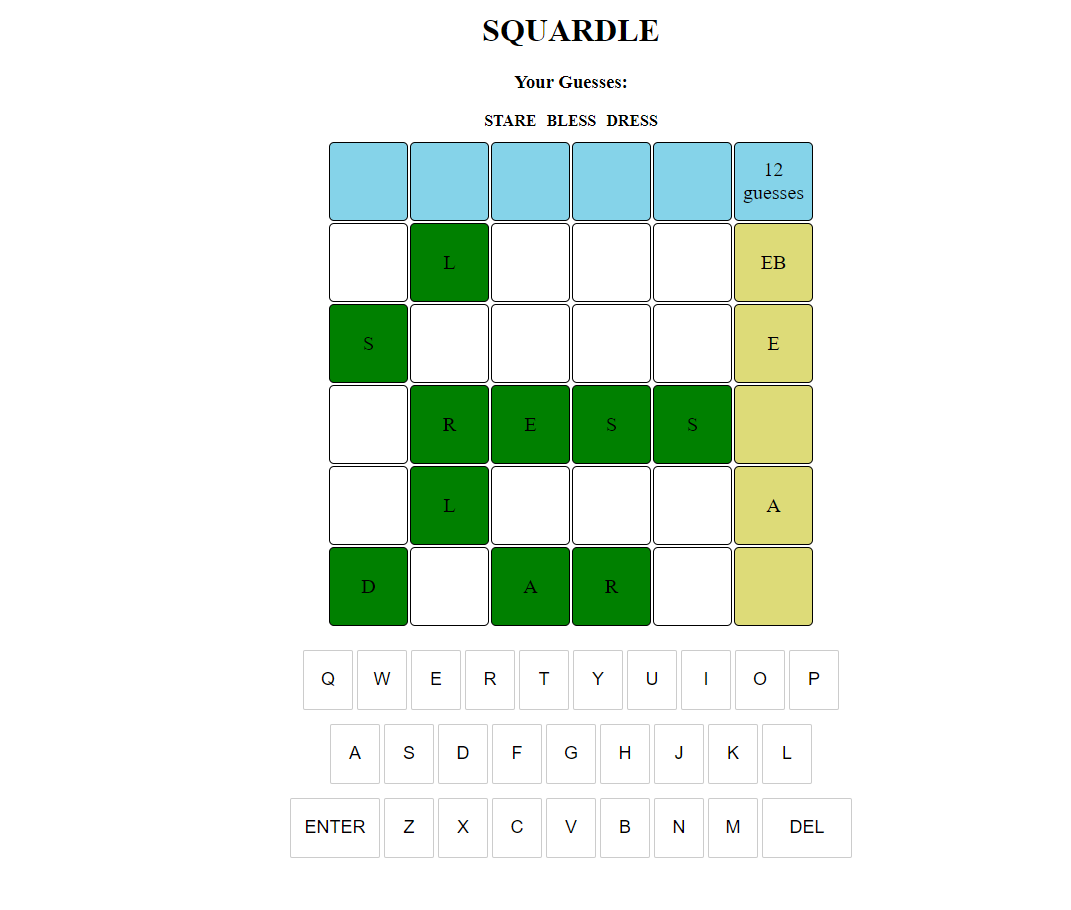 SQUARDLE
Your Guesses:
STARE BLESS DRESS
12
guesses
L EB
S E
R E S S
L A
D A R
Q W E R T Y U I O P
A S D F G H J K L
ENTER Z X C V B N M DEL